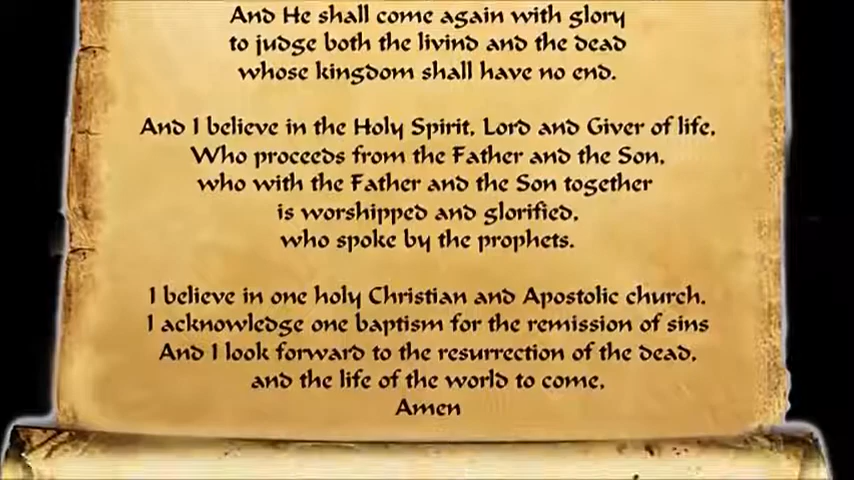 And He shall come again with glory
to judge both the livind and the dead
whose kingdom shall have no end.
And I believe in the Holy Spirit, Lord and Giver of life,
Who proceeds from the Father and the Son,
who with the Father and the Son together
is worshipped and glorified,
who spoke by the prophets.
I believe in one holy Christian and Apostolic church.
I acknowledge one baptism for the remission of sins
And I look forward to the resurrection of the dead,
and the life of the world to come,
Amen